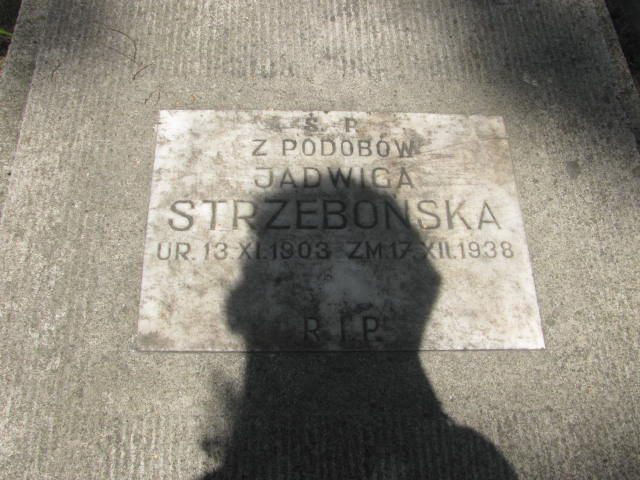 Ś. P.
Z PODOBÓW
JADWIGA
STRZEBOŃSKA
UR. 13.XI.1903 ZM.17.XII.1938
R.I.P.